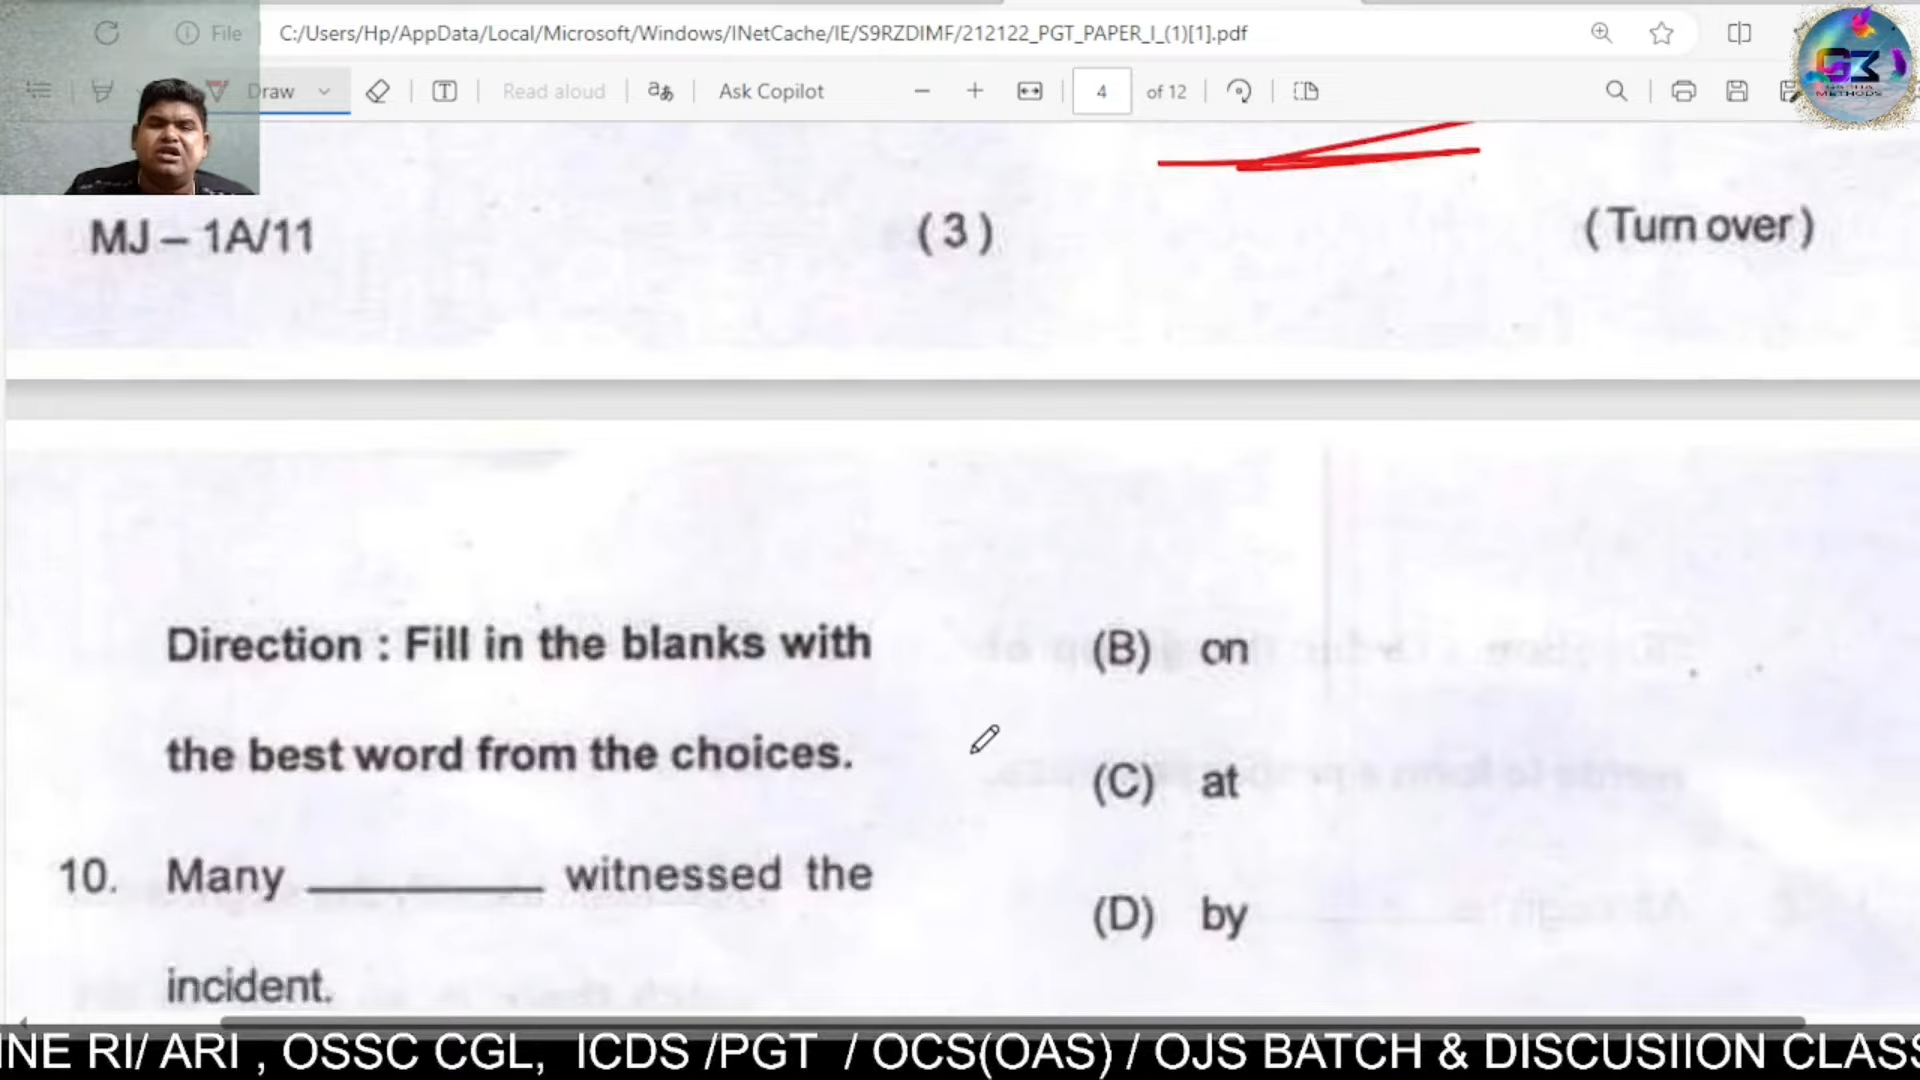 File
C:/Users/Hp/AppData/Local/Microsoft/Windows/INetCache/IE/S9RZDIMF/212122_PGT_PAPER_I_(1)[1].pdf
Draw
Read aloud
Ask Copilot
4
of 12
G3
METHODS
MJ – 1A/11
(3)
(Turn over)
Direction : Fill in the blanks with
the best word from the choices.
10. Many __________ witnessed the
incident.
(B) on
(C) at
(D) by
INE RI/ ARI , OSSC CGL, ICDS /PGT / OCS(OAS) / OJS BATCH & DISCUSIION CLASS